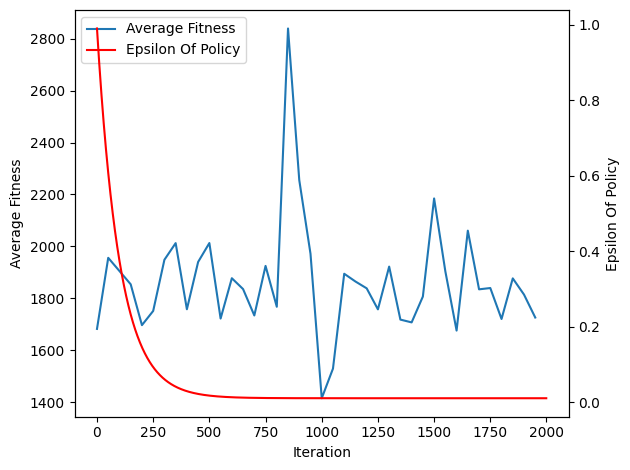 Average Fitness
Epsilon Of Policy
2800
2600
2400
2200
2000
1800
1600
1400
Average Fitness
1.0
0.8
0.6
0.4
0.2
0.0
Epsilon Of Policy
0 250 500 750 1000 1250 1500 1750 2000
Iteration